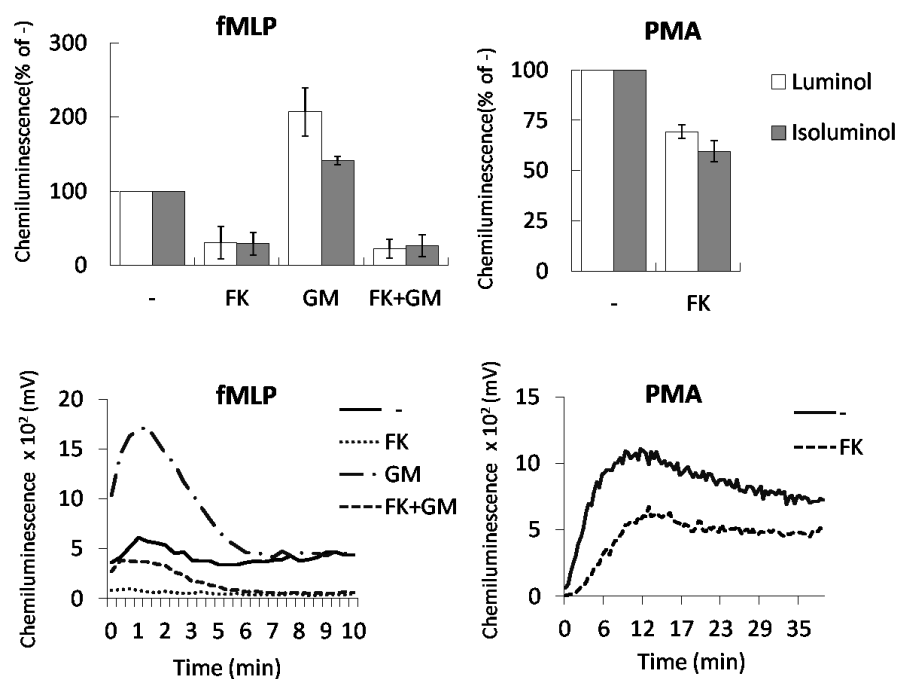 fMLP
Chemiluminescence(% of -)
300
200
100
50
0
- FK GM FK+GM
PMA
Chemiluminescence(% of -)
100
75
50
25
0
- FK
Luminol
Isoluminol
fMLP
Chemiluminescence x 10² (mV)
20
15
10
5
0
0 1 2 3 4 5 6 7 8 9 10
Time (min)
-
FK
GM
FK+GM
PMA
Chemiluminescence x 10² (mV)
15
10
5
0
0 6 12 17 23 29 35
Time (min)
-
FK